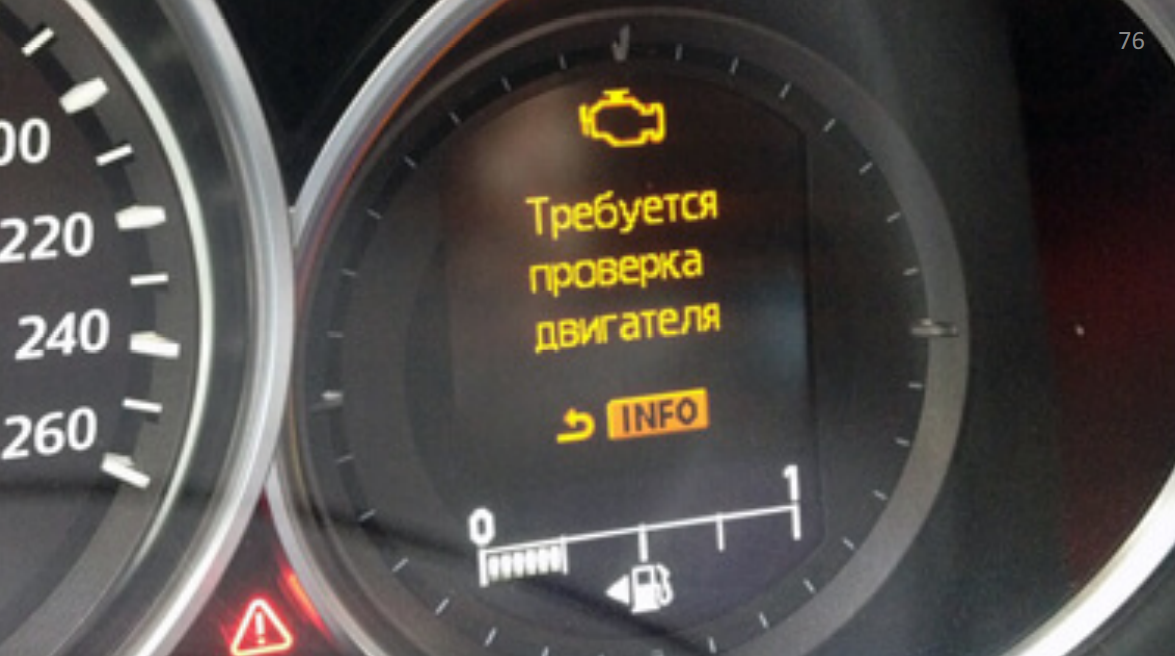 76
00
220
240
260
Требуется
проверка
двигателя
INFO
0 1